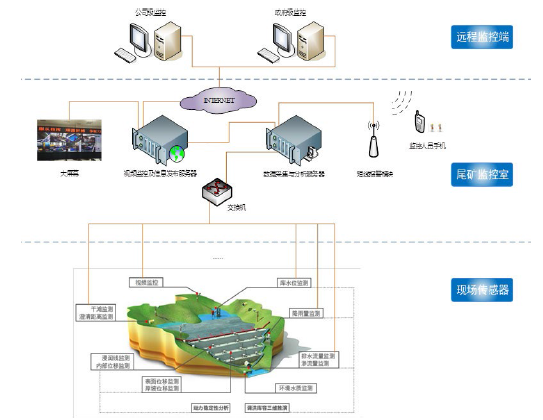 公司级监控
政府级监控
远程监控端
INTERNET
大屏幕
视频监控及信息发布服务器
数据采集与分析服务器
短信报警模块
监控人员手机
尾矿监控室
交换机
......
现场传感器
视频监控
库水位监测
干滩监测
滩清距离监测
降雨量监测
浸润线监测
内部位移监测
排水流量监测
渗流量监测
表面位移监测
岸坡位移监测
环境水质监测
动力稳定性分析
调洪库容三维推演